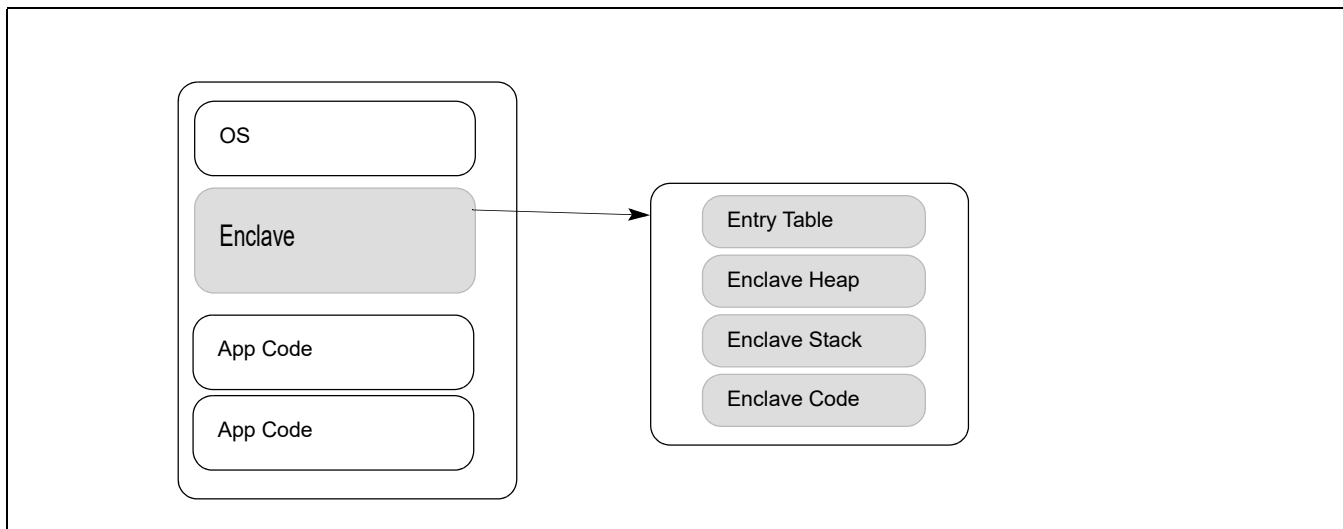 OS
Enclave
App Code
App Code
Entry Table
Enclave Heap
Enclave Stack
Enclave Code